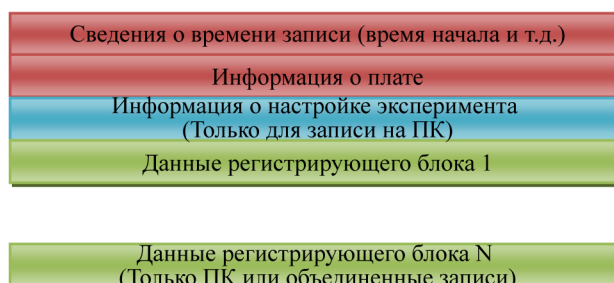 Сведения о времени записи (время начала и т.д.)
Информация о плате
Информация о настройке эксперимента
(Только для записи на ПК)
Данные регистрирующего блока 1
Данные регистрирующего блока N
(Только ПК или объединенные записи)